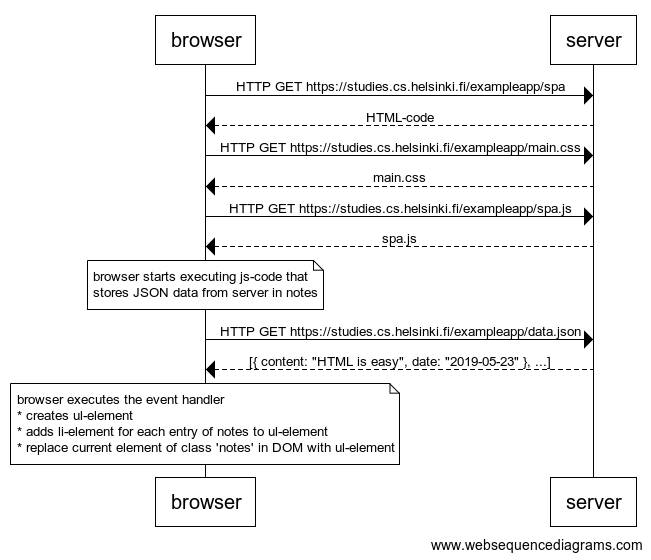 browser
server
HTTP GET https://studies.cs.helsinki.fi/exampleapp/spa
HTML-code
HTTP GET https://studies.cs.helsinki.fi/exampleapp/main.css
main.css
HTTP GET https://studies.cs.helsinki.fi/exampleapp/spa.js
spa.js
browser starts executing js-code that
stores JSON data from server in notes
HTTP GET https://studies.cs.helsinki.fi/exampleapp/data.json
[{ content: "HTML is easy", date: "2019-05-23" }, ...]
browser executes the event handler
* creates ul-element
* adds li-element for each entry of notes to ul-element
* replace current element of class 'notes' in DOM with ul-element
browser
server
www.websequencediagrams.com